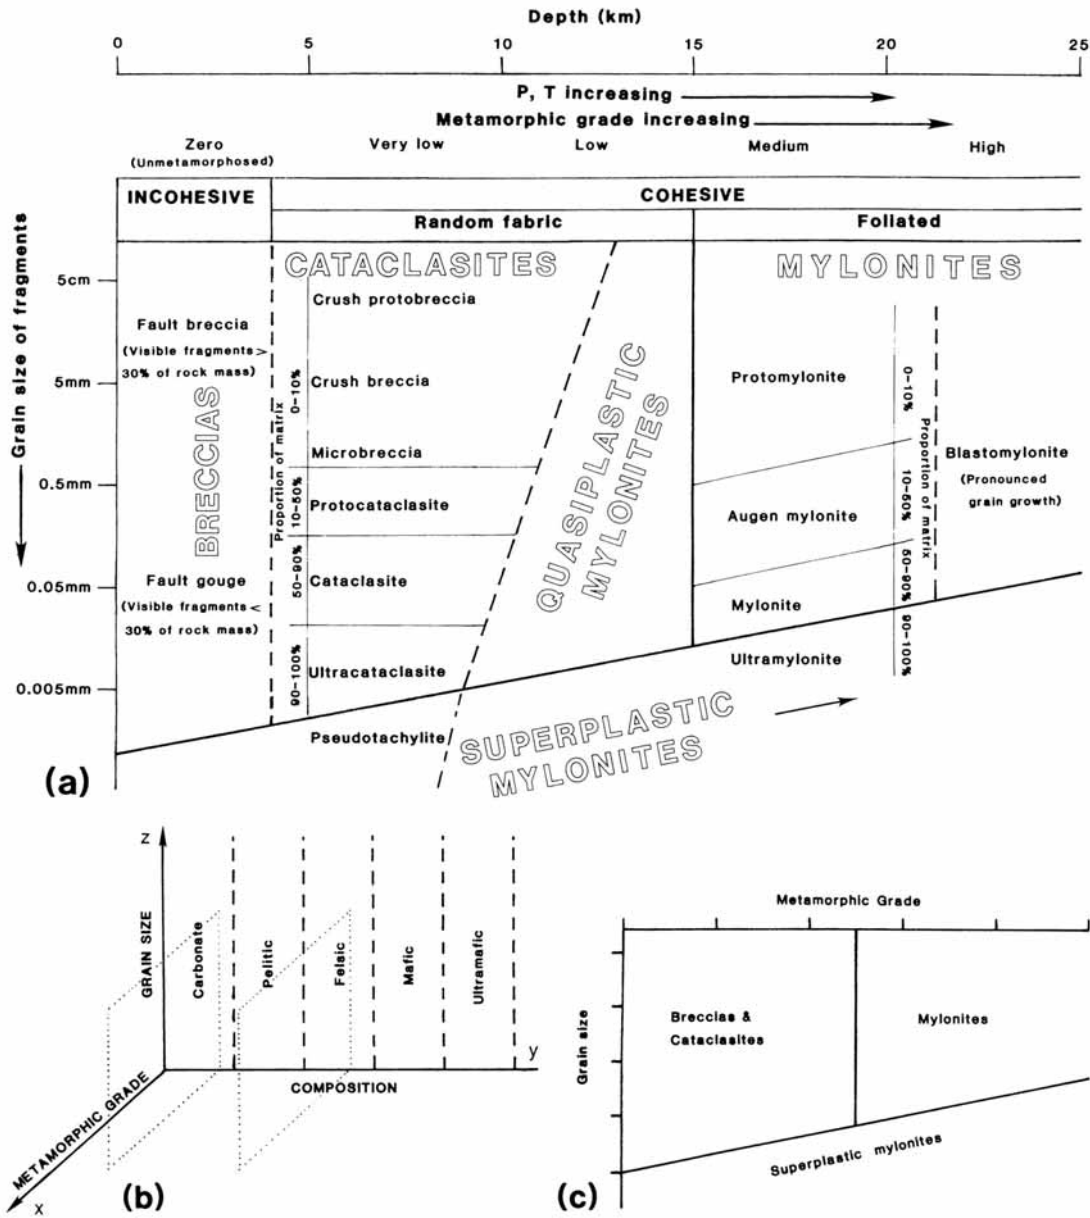 Depth (km)
0 5 10 15 20 25
P, T increasing
Metamorphic grade increasing
Zero Very low Low Medium High
(Unmetamorphosed)
INCOHESIVE COHESIVE
Random fabric Foliated
Grain size of fragments
5cm
5mm
0.5mm
0.05mm
0.005mm
BRECCIAS
Fault breccia
(Visible fragments >
30% of rock mass)
Fault gouge
(Visible fragments <
30% of rock mass)
CATACLASITES
Proportion of matrix
0-10%
10-50%
50-90%
90-100%
Crush protobreccia
Crush breccia
Microbreccia
Protocataclasite
Cataclasite
Ultracataclasite
Pseudotachylite
QUASIPLASTIC
MYLONITES
MYLONITES
Protomylonite
Augen mylonite
Mylonite
Ultramylonite
0-10%
10-50%
50-90%
90-100%
Proportion of matrix
Blastomylonite
(Pronounced
grain growth)
SUPERPLASTIC
MYLONITES
(a)
Z
GRAIN SIZE
Carbonate
Pelitic
Felsic
Mafic
Ultramafic
y
COMPOSITION
METAMORPHIC GRADE
X
(b)
Metamorphic Grade
Grain size
Breccias &
Cataclasites
Mylonites
Superplastic mylonites
(c)